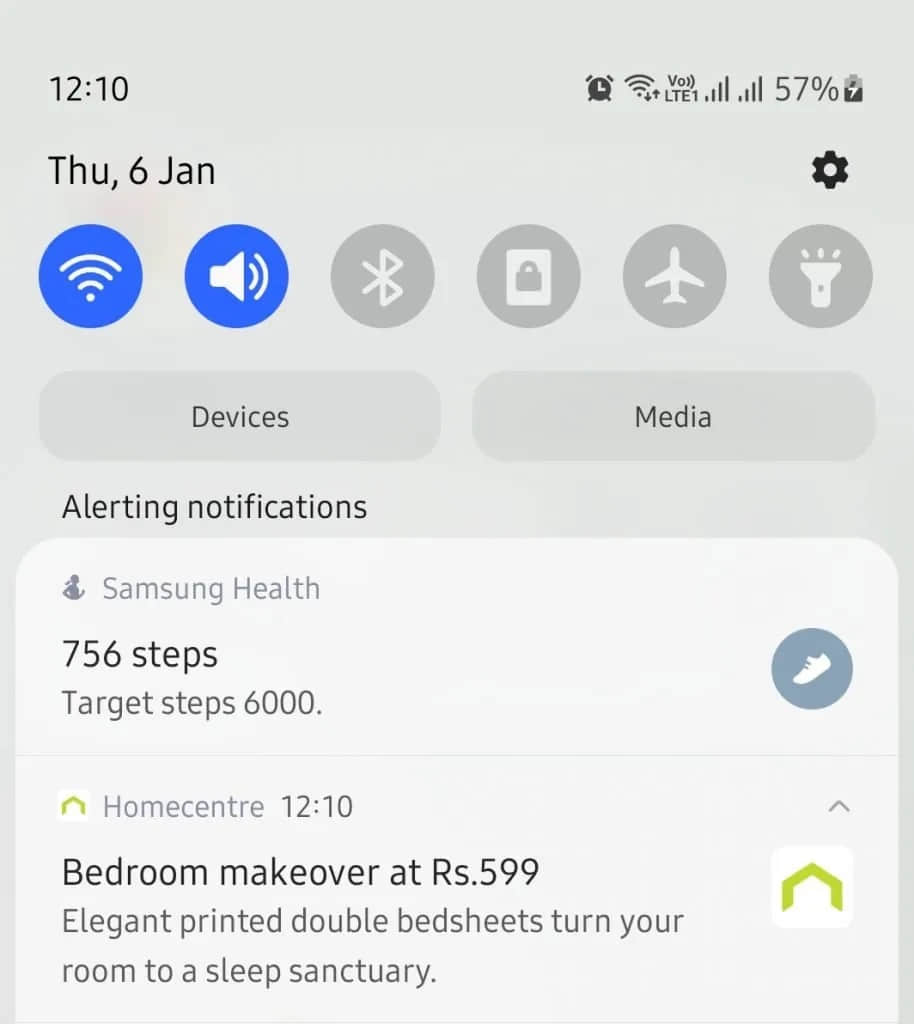 12:10 Vo)) LTE1 57%
Thu, 6 Jan
Devices Media
Alerting notifications
Samsung Health
756 steps
Target steps 6000.
Homecentre 12:10
Bedroom makeover at Rs.599
Elegant printed double bedsheets turn your
room to a sleep sanctuary.